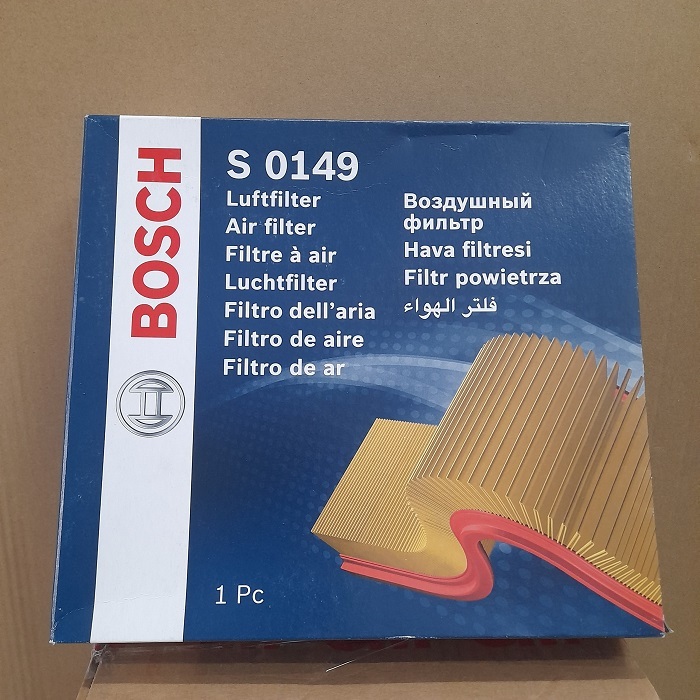 BOSCH
S 0149
Luftfilter
Air filter
Filtre à air
Luchtfilter
Filtro dell'aria
Filtro de aire
Filtro de ar
Воздушный
фильтр
Hava filtresi
Filtr powietrza
فلتر الهواء
1 Pc